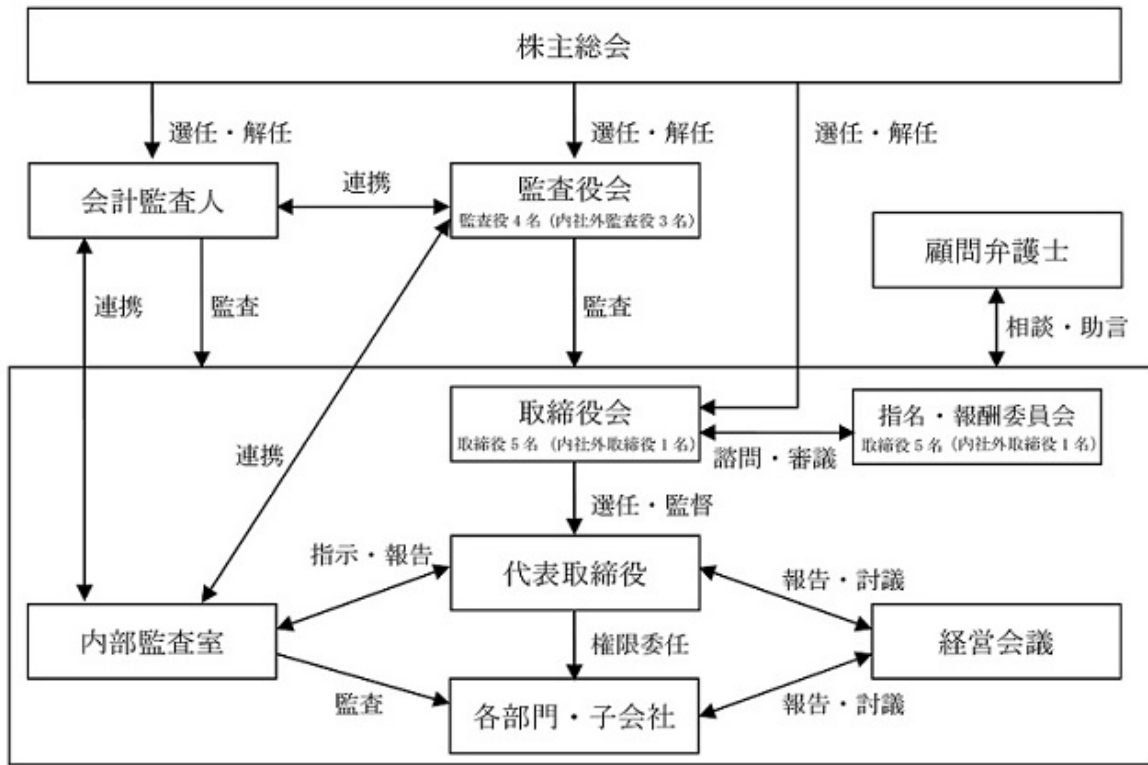 株主総会
選任・解任
選任・解任
選任・解任
会計監査人
連携
監査役会
監査役4名（内社外監査役3名）
顧問弁護士
連携
監査
監査
相談・助言
取締役会
取締役5名（内社外取締役1名）
指名・報酬委員会
取締役5名（内社外取締役1名）
連携
諮問・審議
選任・監督
指示・報告
代表取締役
報告・討議
内部監査室
権限委任
経営会議
監査
各部門・子会社
報告・討議